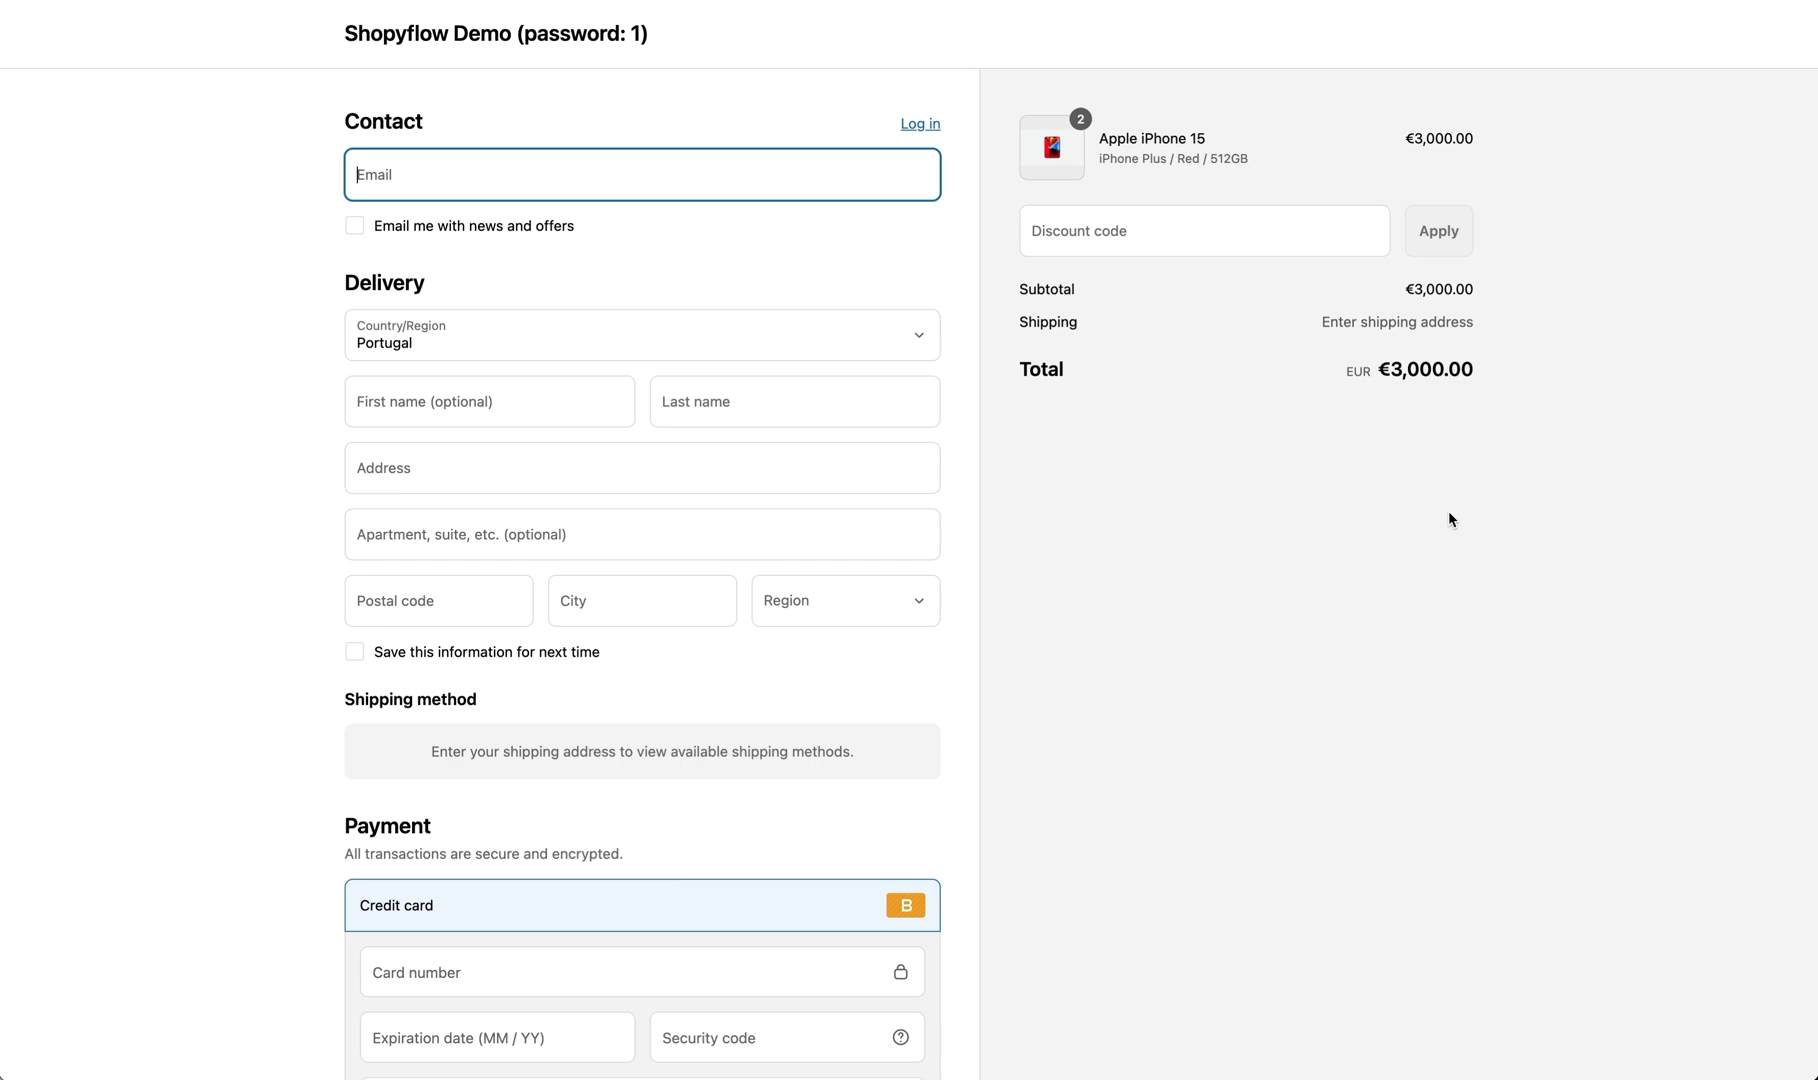 Shopyflow Demo (password: 1)
Contact
Log in
Email
Email me with news and offers
Delivery
Country/Region
Portugal
First name (optional)
Last name
Address
Apartment, suite, etc. (optional)
Postal code
City
Region
Save this information for next time
Shipping method
Enter your shipping address to view available shipping methods.
Payment
All transactions are secure and encrypted.
Credit card
B
Card number
Expiration date (MM / YY)
Security code
2
Apple iPhone 15
€3,000.00
iPhone Plus / Red / 512GB
Discount code
Apply
Subtotal
€3,000.00
Shipping
Enter shipping address
Total
EUR €3,000.00